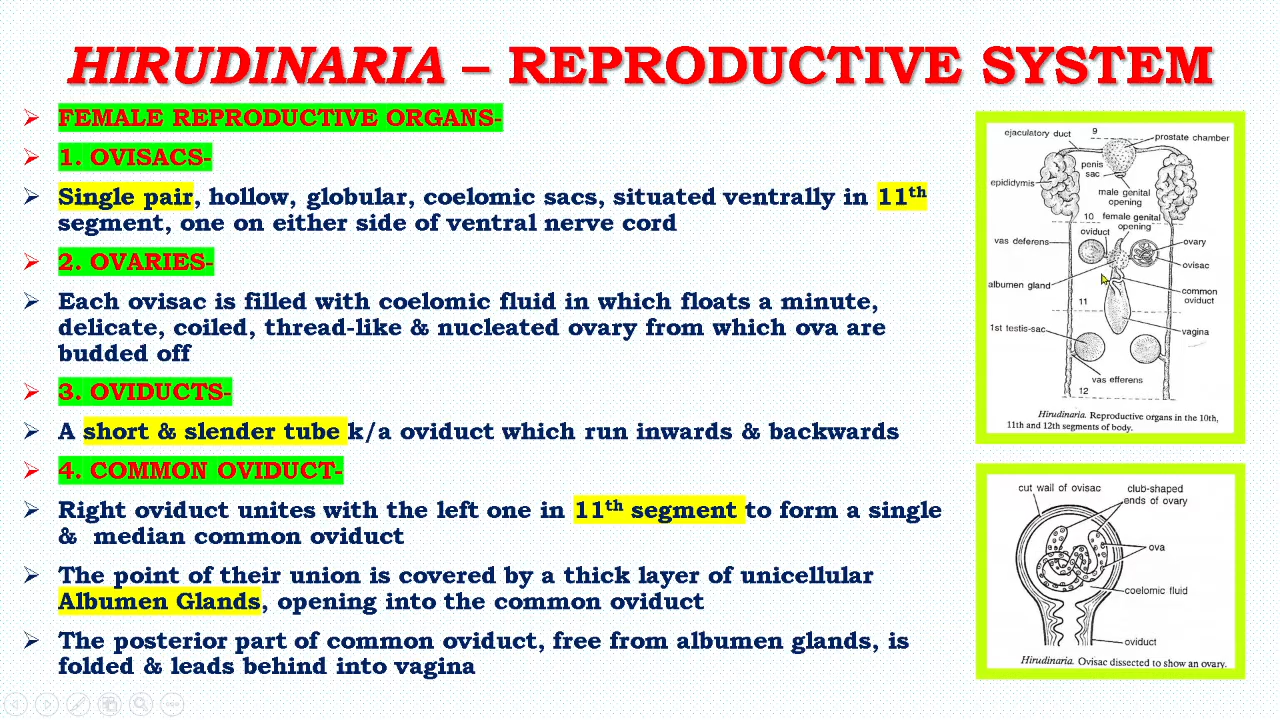 HIRUDINARIA – REPRODUCTIVE SYSTEM
FEMALE REPRODUCTIVE ORGANS-
1. OVISACS-
Single pair, hollow, globular, coelomic sacs, situated ventrally in 11th
segment, one on either side of ventral nerve cord
2. OVARIES-
Each ovisac is filled with coelomic fluid in which floats a minute,
delicate, coiled, thread-like & nucleated ovary from which ova are
budded off
3. OVIDUCTS-
A short & slender tube k/a oviduct which run inwards & backwards
4. COMMON OVIDUCT-
Right oviduct unites with the left one in 11th segment to form a single
& median common oviduct
The point of their union is covered by a thick layer of unicellular
Albumen Glands, opening into the common oviduct
The posterior part of common oviduct, free from albumen glands, is
folded & leads behind into vagina
ejaculatory duct
9
prostate chamber
penis
sac
epididymis
male genital
opening
10
female genital
opening
oviduct
vas deferens
ovary
ovisac
albumen gland
common
oviduct
11
1st testis-sac
vagina
vas efferens
12
Hirudinaria. Reproductive organs in the 10th,
11th and 12th segments of body.
cut wall of ovisac
club-shaped
ends of ovary
ova
coelomic fluid
oviduct
Hirudinaria. Ovisac dissected to show an ovary.